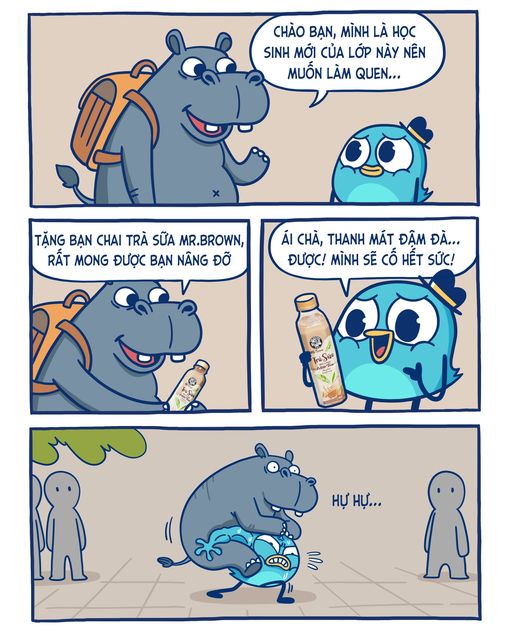 CHÀO BẠN, MÌNH LÀ HỌC
SINH MỚI CỦA LỚP NÀY NÊN
MUỐN LÀM QUEN...
TẶNG BẠN CHAI TRÀ SỮA MR.BROWN,
RẤT MONG ĐƯỢC BẠN NÂNG ĐỠ
Trà Sữa
ÁI CHÀ, THANH MÁT ĐẬM ĐÀ...
ĐƯỢC! MÌNH SẼ CỐ HẾT SỨC!
Trà Sữa
HỰ HỰ...